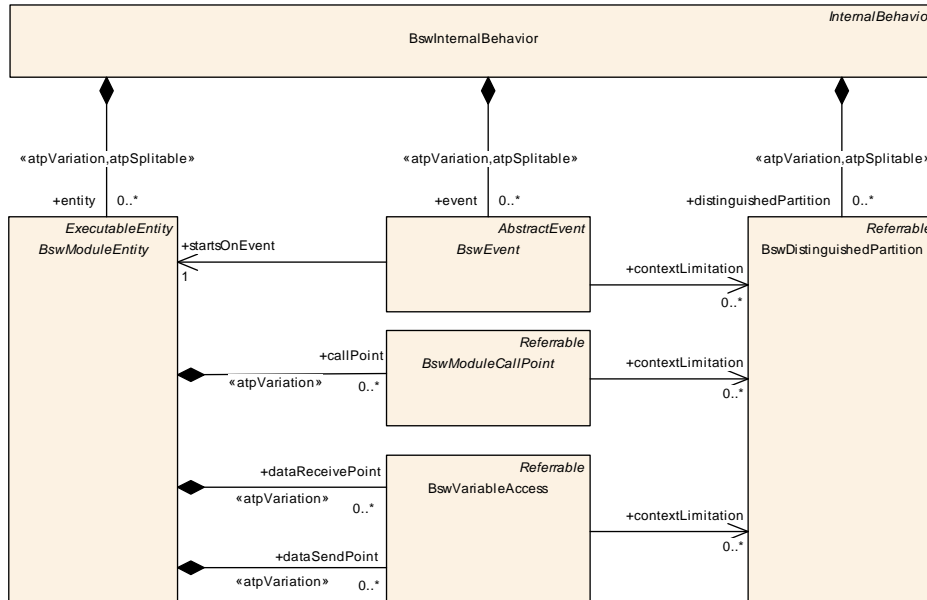 InternalBehavior
BswInternalBehavior
«atpVariation,atpSplitable»
«atpVariation,atpSplitable»
«atpVariation,atpSplitable»
+entity 0..*
+event 0..*
+distinguishedPartition 0..*
ExecutableEntity
BswModuleEntity
+startsOnEvent
1
AbstractEvent
BswEvent
+contextLimitation
0..*
Referrable
BswDistinguishedPartition
+callPoint
«atpVariation»
0..*
Referrable
BswModuleCallPoint
+contextLimitation
0..*
+dataReceivePoint
«atpVariation»
0..*
Referrable
BswVariableAccess
+contextLimitation
0..*
+dataSendPoint
«atpVariation»
0..*